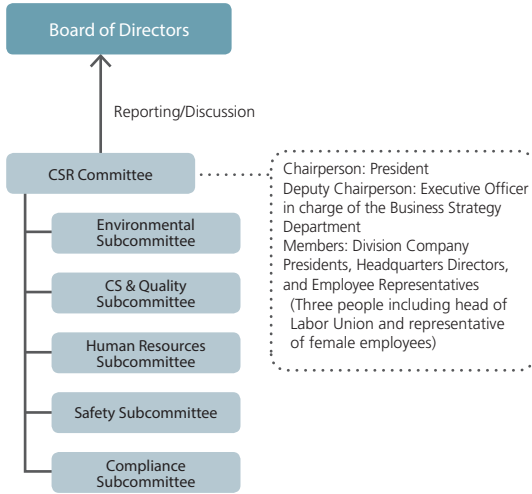 Board of Directors
Reporting/Discussion
CSR Committee
Chairperson: President
Deputy Chairperson: Executive Officer
in charge of the Business Strategy
Department
Members: Division Company
Presidents, Headquarters Directors,
and Employee Representatives
(Three people including head of
Labor Union and representative
of female employees)
Environmental
Subcommittee
CS & Quality
Subcommittee
Human Resources
Subcommittee
Safety Subcommittee
Compliance
Subcommittee